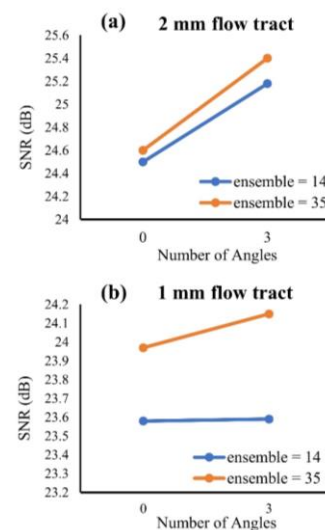 (a) 2 mm flow tract
25.6
25.4
25.2
25
24.8
24.6
24.4
24.2
24
SNR (dB)
ensemble = 14
ensemble = 35
0 3
Number of Angles
(b) 1 mm flow tract
24.2
24.1
24
23.9
23.8
23.7
23.6
23.5
23.4
23.3
23.2
SNR (dB)
ensemble = 14
ensemble = 35
0 3
Number of Angles